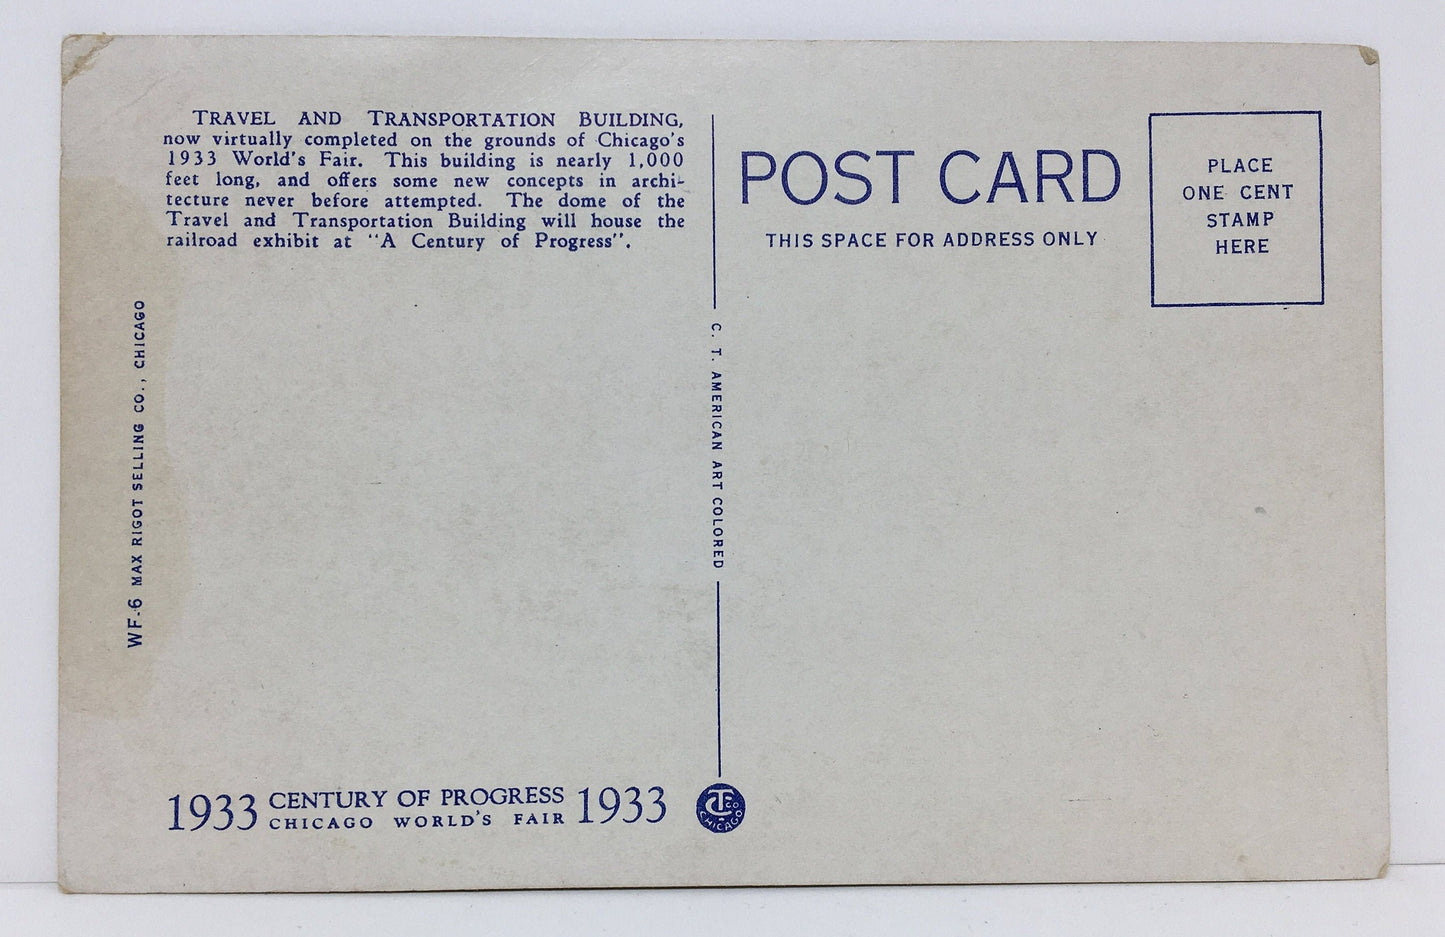 TRAVEL AND TRANSPORTATION BUILDING,
now virtually completed on the grounds of Chicago's
1933 World's Fair. This building is nearly 1,000
feet long, and offers some new concepts in archi-
tecture never before attempted. The dome of the
Travel and Transportation Building will house the
railroad exhibit at "A Century of Progress".
WF-6 MAX RIGOT SELLING CO., CHICAGO
1933 CENTURY OF PROGRESS 1933
CHICAGO WORLD'S FAIR
C. T. AMERICAN ART COLORED
CT CO
CHICAGO
POST CARD
THIS SPACE FOR ADDRESS ONLY
PLACE
ONE CENT
STAMP
HERE